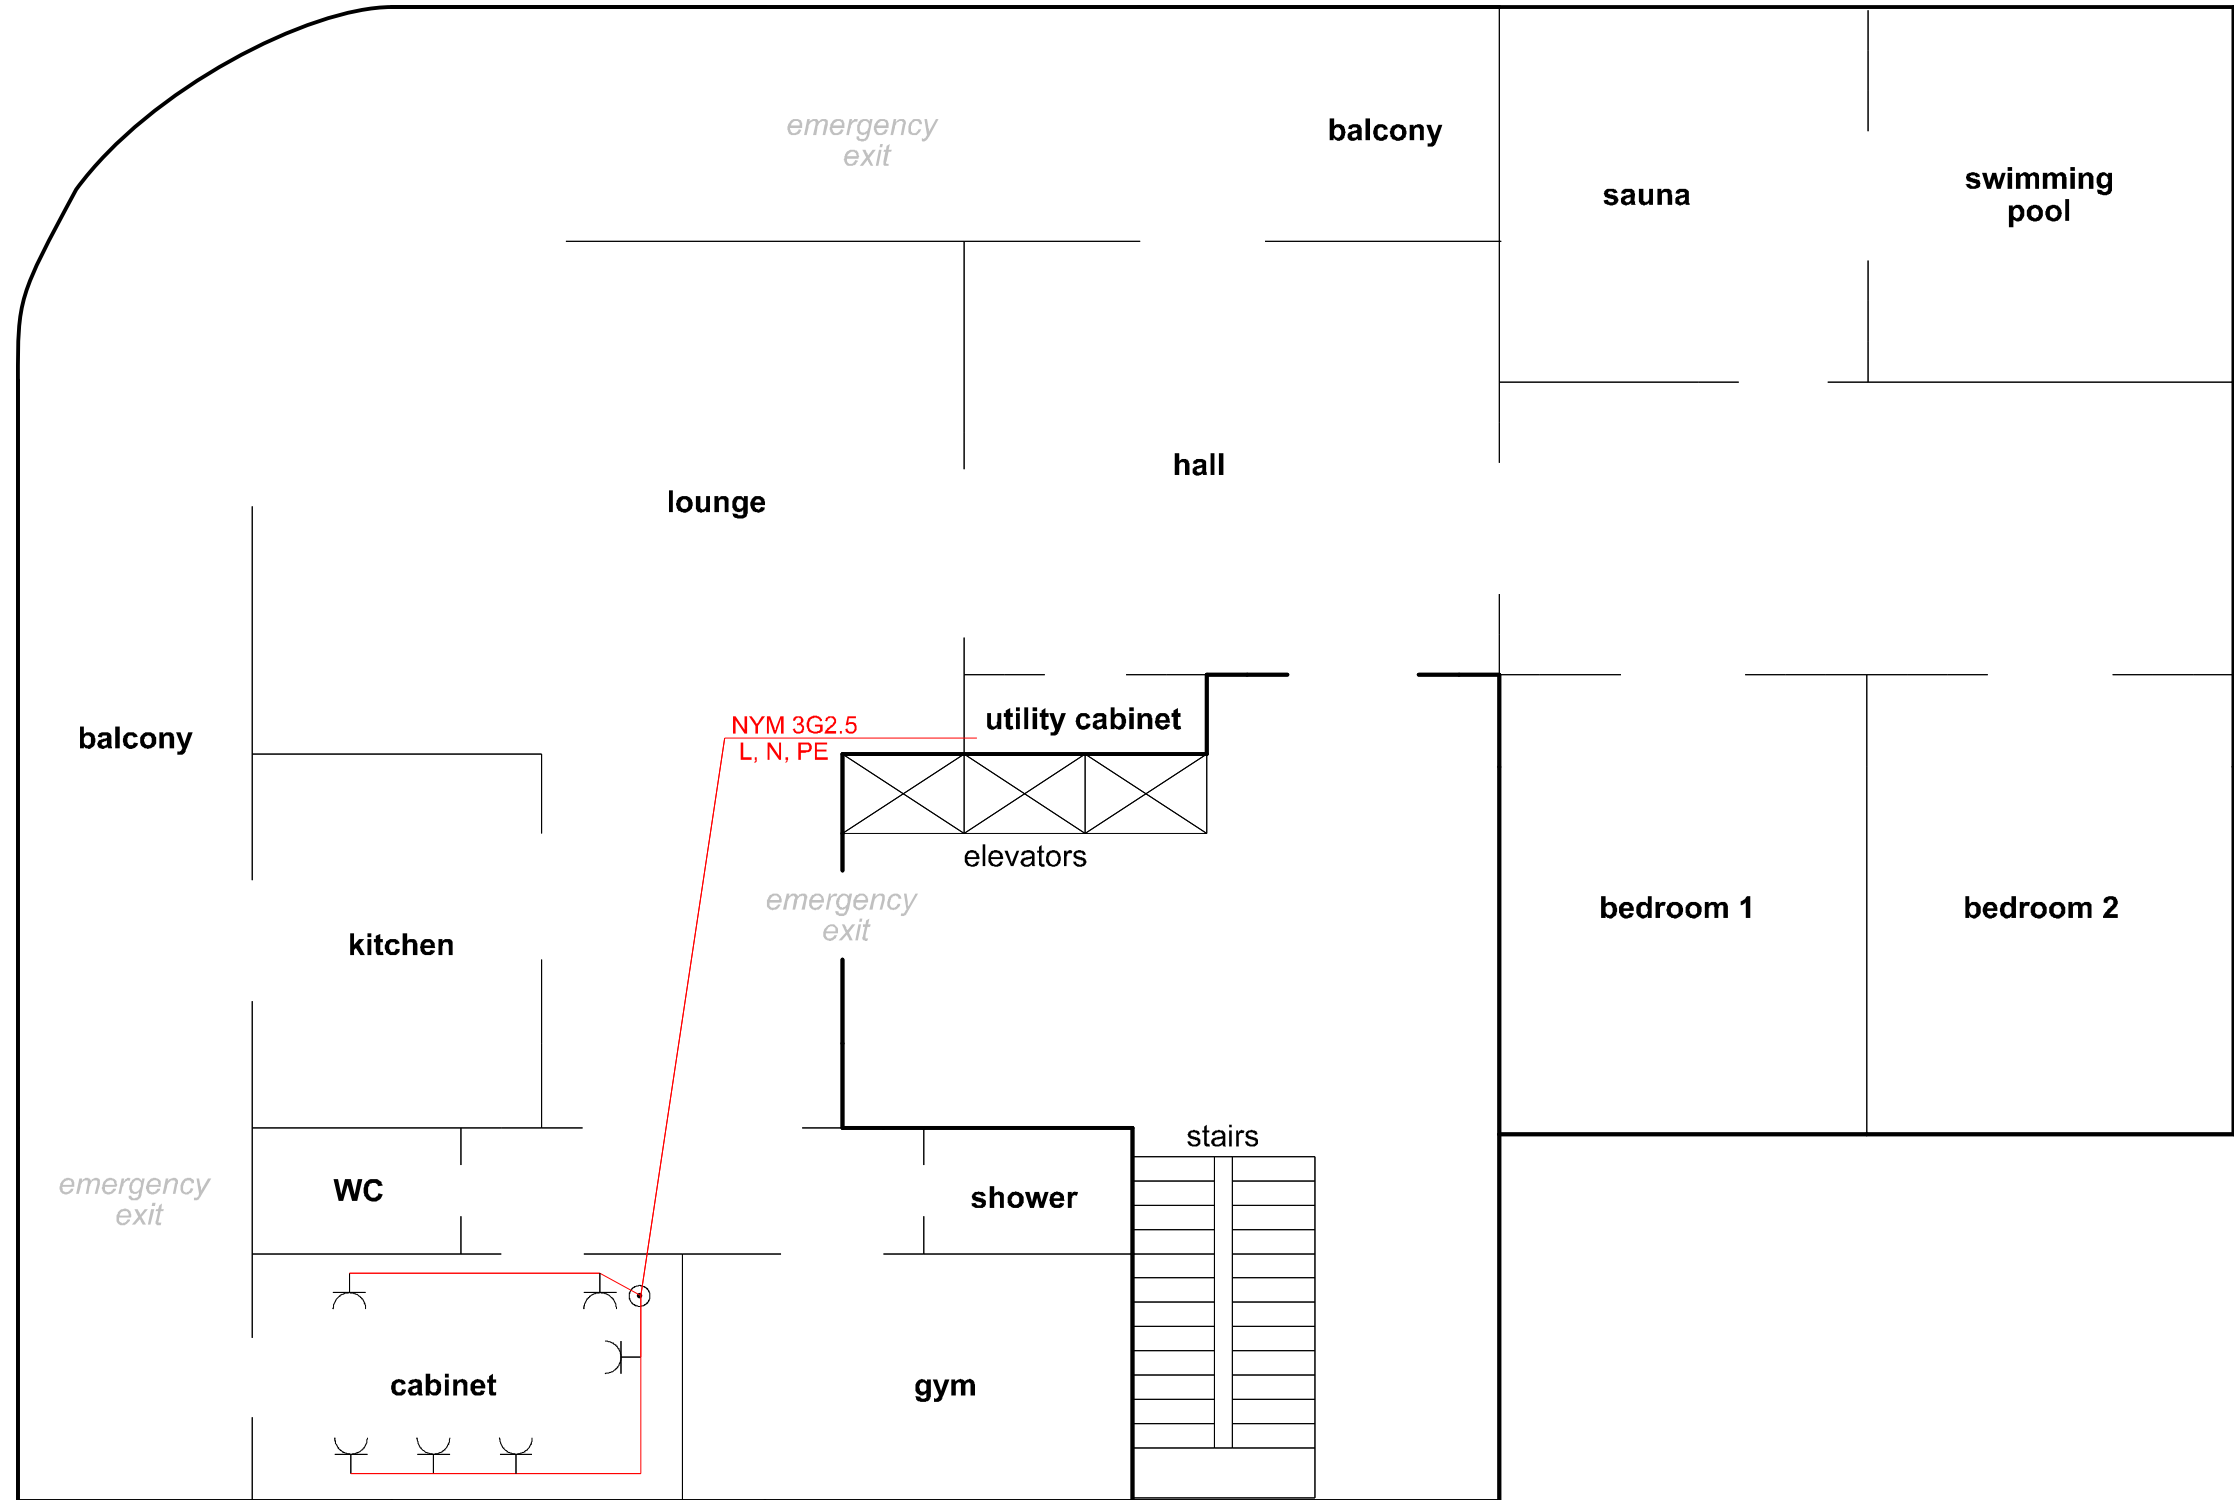 emergency
exit
balcony
sauna
swimming
pool
hall
lounge
utility cabinet
NYM 3G2.5
L, N, PE
balcony
elevators
emergency
exit
kitchen
bedroom 1
bedroom 2
stairs
emergency
exit
WC
shower
cabinet
gym